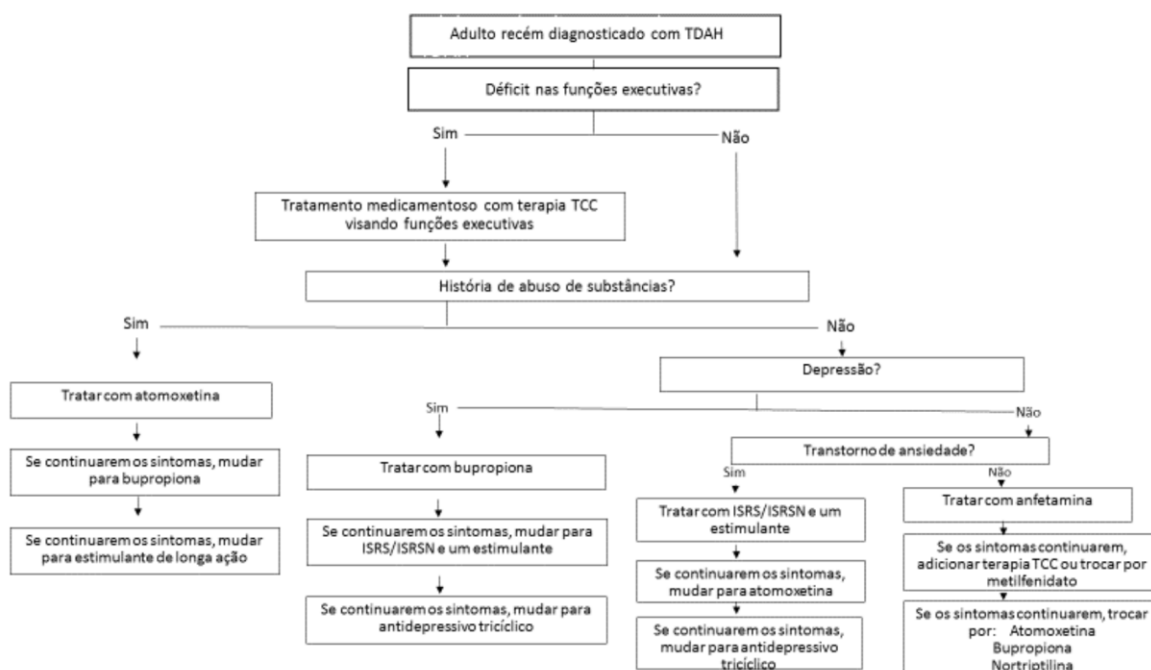 Adulto recém diagnosticado com TDAH
Déficit nas funções executivas?
Sim
Não
Tratamento medicamentoso com terapia TCC
visando funções executivas
História de abuso de substâncias?
Sim
Não
Depressão?
Tratar com atomoxetina
Sim
Não
Transtorno de ansiedade?
Se continuarem os sintomas, mudar
para bupropiona
Tratar com bupropiona
Sim
Não
Tratar com ISRS/ISRSN e um
estimulante
Tratar com anfetamina
Se continuarem os sintomas, mudar
para estimulante de longa ação
Se continuarem os sintomas, mudar para
ISRS/ISRSN e um estimulante
Se os sintomas continuarem,
adicionar terapia TCC ou trocar por
metilfenidato
Se continuarem os sintomas,
mudar para atomoxetina
Se continuarem os sintomas, mudar para
antidepressivo tricíclico
Se continuarem os sintomas,
mudar para antidepressivo
tricíclico
Se os sintomas continuarem, trocar
por: Atomoxetina
Bupropiona
Nortriptilina